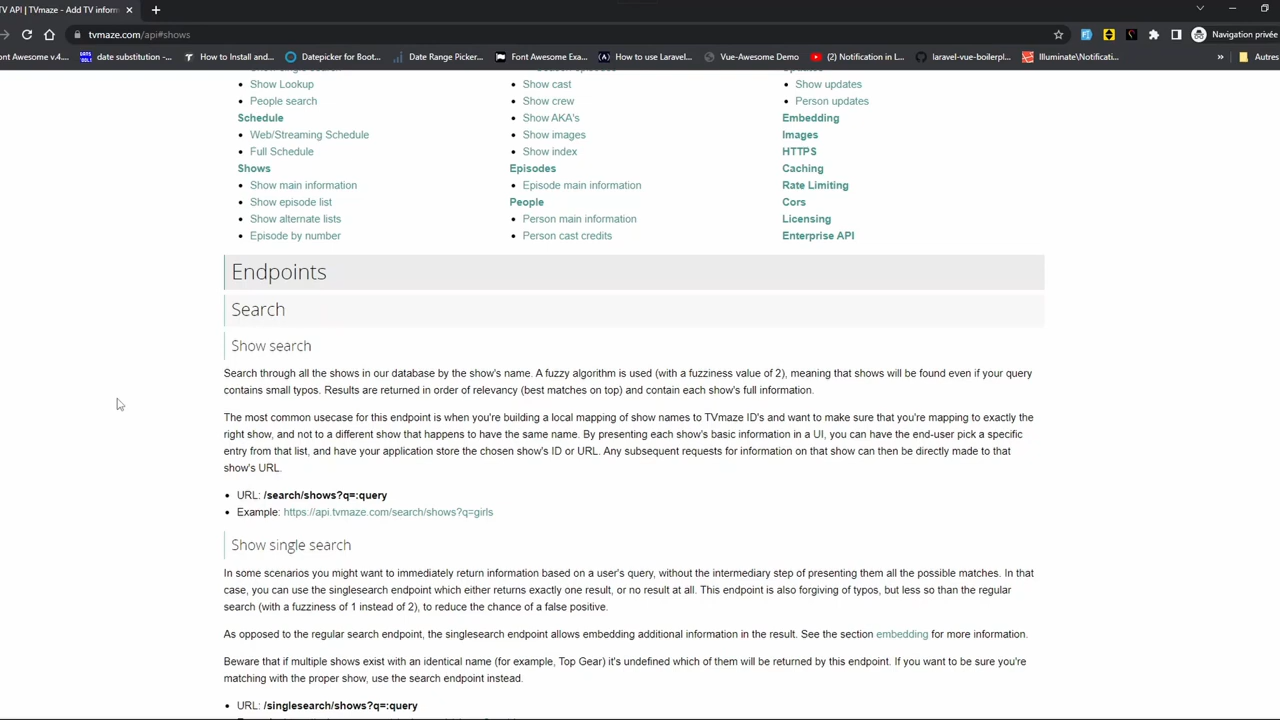 TV API | TVmaze - Add TV inform
tvmaze.com/api#shows
Navigation privée
Font Awesome v.4...
date substitution -...
How to Install and...
Datepicker for Boot...
Date Range Picker...
Font Awesome Exa...
How to use Laravel...
Vue-Awesome Demo
(2) Notification in L...
laravel-vue-boilerpl...
Illuminate\Notificati...
»
Autres
Show Lookup
People search
Schedule
Web/Streaming Schedule
Full Schedule
Shows
Show main information
Show episode list
Show alternate lists
Episode by number
Show cast
Show crew
Show AKA's
Show images
Show index
Episodes
Episode main information
People
Person main information
Person cast credits
Show updates
Person updates
Embedding
Images
HTTPS
Caching
Rate Limiting
Cors
Licensing
Enterprise API
Endpoints
Search
Show search
Search through all the shows in our database by the show's name. A fuzzy algorithm is used (with a fuzziness value of 2), meaning that shows will be found even if your query
contains small typos. Results are returned in order of relevancy (best matches on top) and contain each show's full information.
The most common usecase for this endpoint is when you're building a local mapping of show names to TVmaze ID's and want to make sure that you're mapping to exactly the
right show, and not to a different show that happens to have the same name. By presenting each show's basic information in a UI, you can have the end-user pick a specific
entry from that list, and have your application store the chosen show's ID or URL. Any subsequent requests for information on that show can then be directly made to that
show's URL.
URL: /search/shows?q=:query
Example: https://api.tvmaze.com/search/shows?q=girls
Show single search
In some scenarios you might want to immediately return information based on a user's query, without the intermediary step of presenting them all the possible matches. In that
case, you can use the singlesearch endpoint which either returns exactly one result, or no result at all. This endpoint is also forgiving of typos, but less so than the regular
search (with a fuzziness of 1 instead of 2), to reduce the chance of a false positive.
As opposed to the regular search endpoint, the singlesearch endpoint allows embedding additional information in the result. See the section embedding for more information.
Beware that if multiple shows exist with an identical name (for example, Top Gear) it's undefined which of them will be returned by this endpoint. If you want to be sure you're
matching with the proper show, use the search endpoint instead.
URL: /singlesearch/shows?q=:query